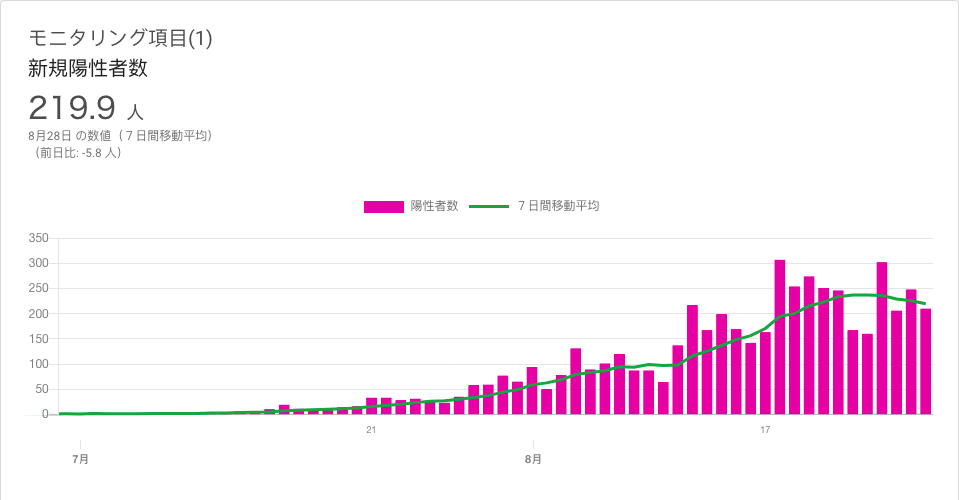 モニタリング項目(1)
新規陽性者数
219.9 人
8月28日 の数値（７日間移動平均）
（前日比: -5.8 人）
陽性者数 ７日間移動平均
350
300
250
200
150
100
50
0
21 17
7月 8月